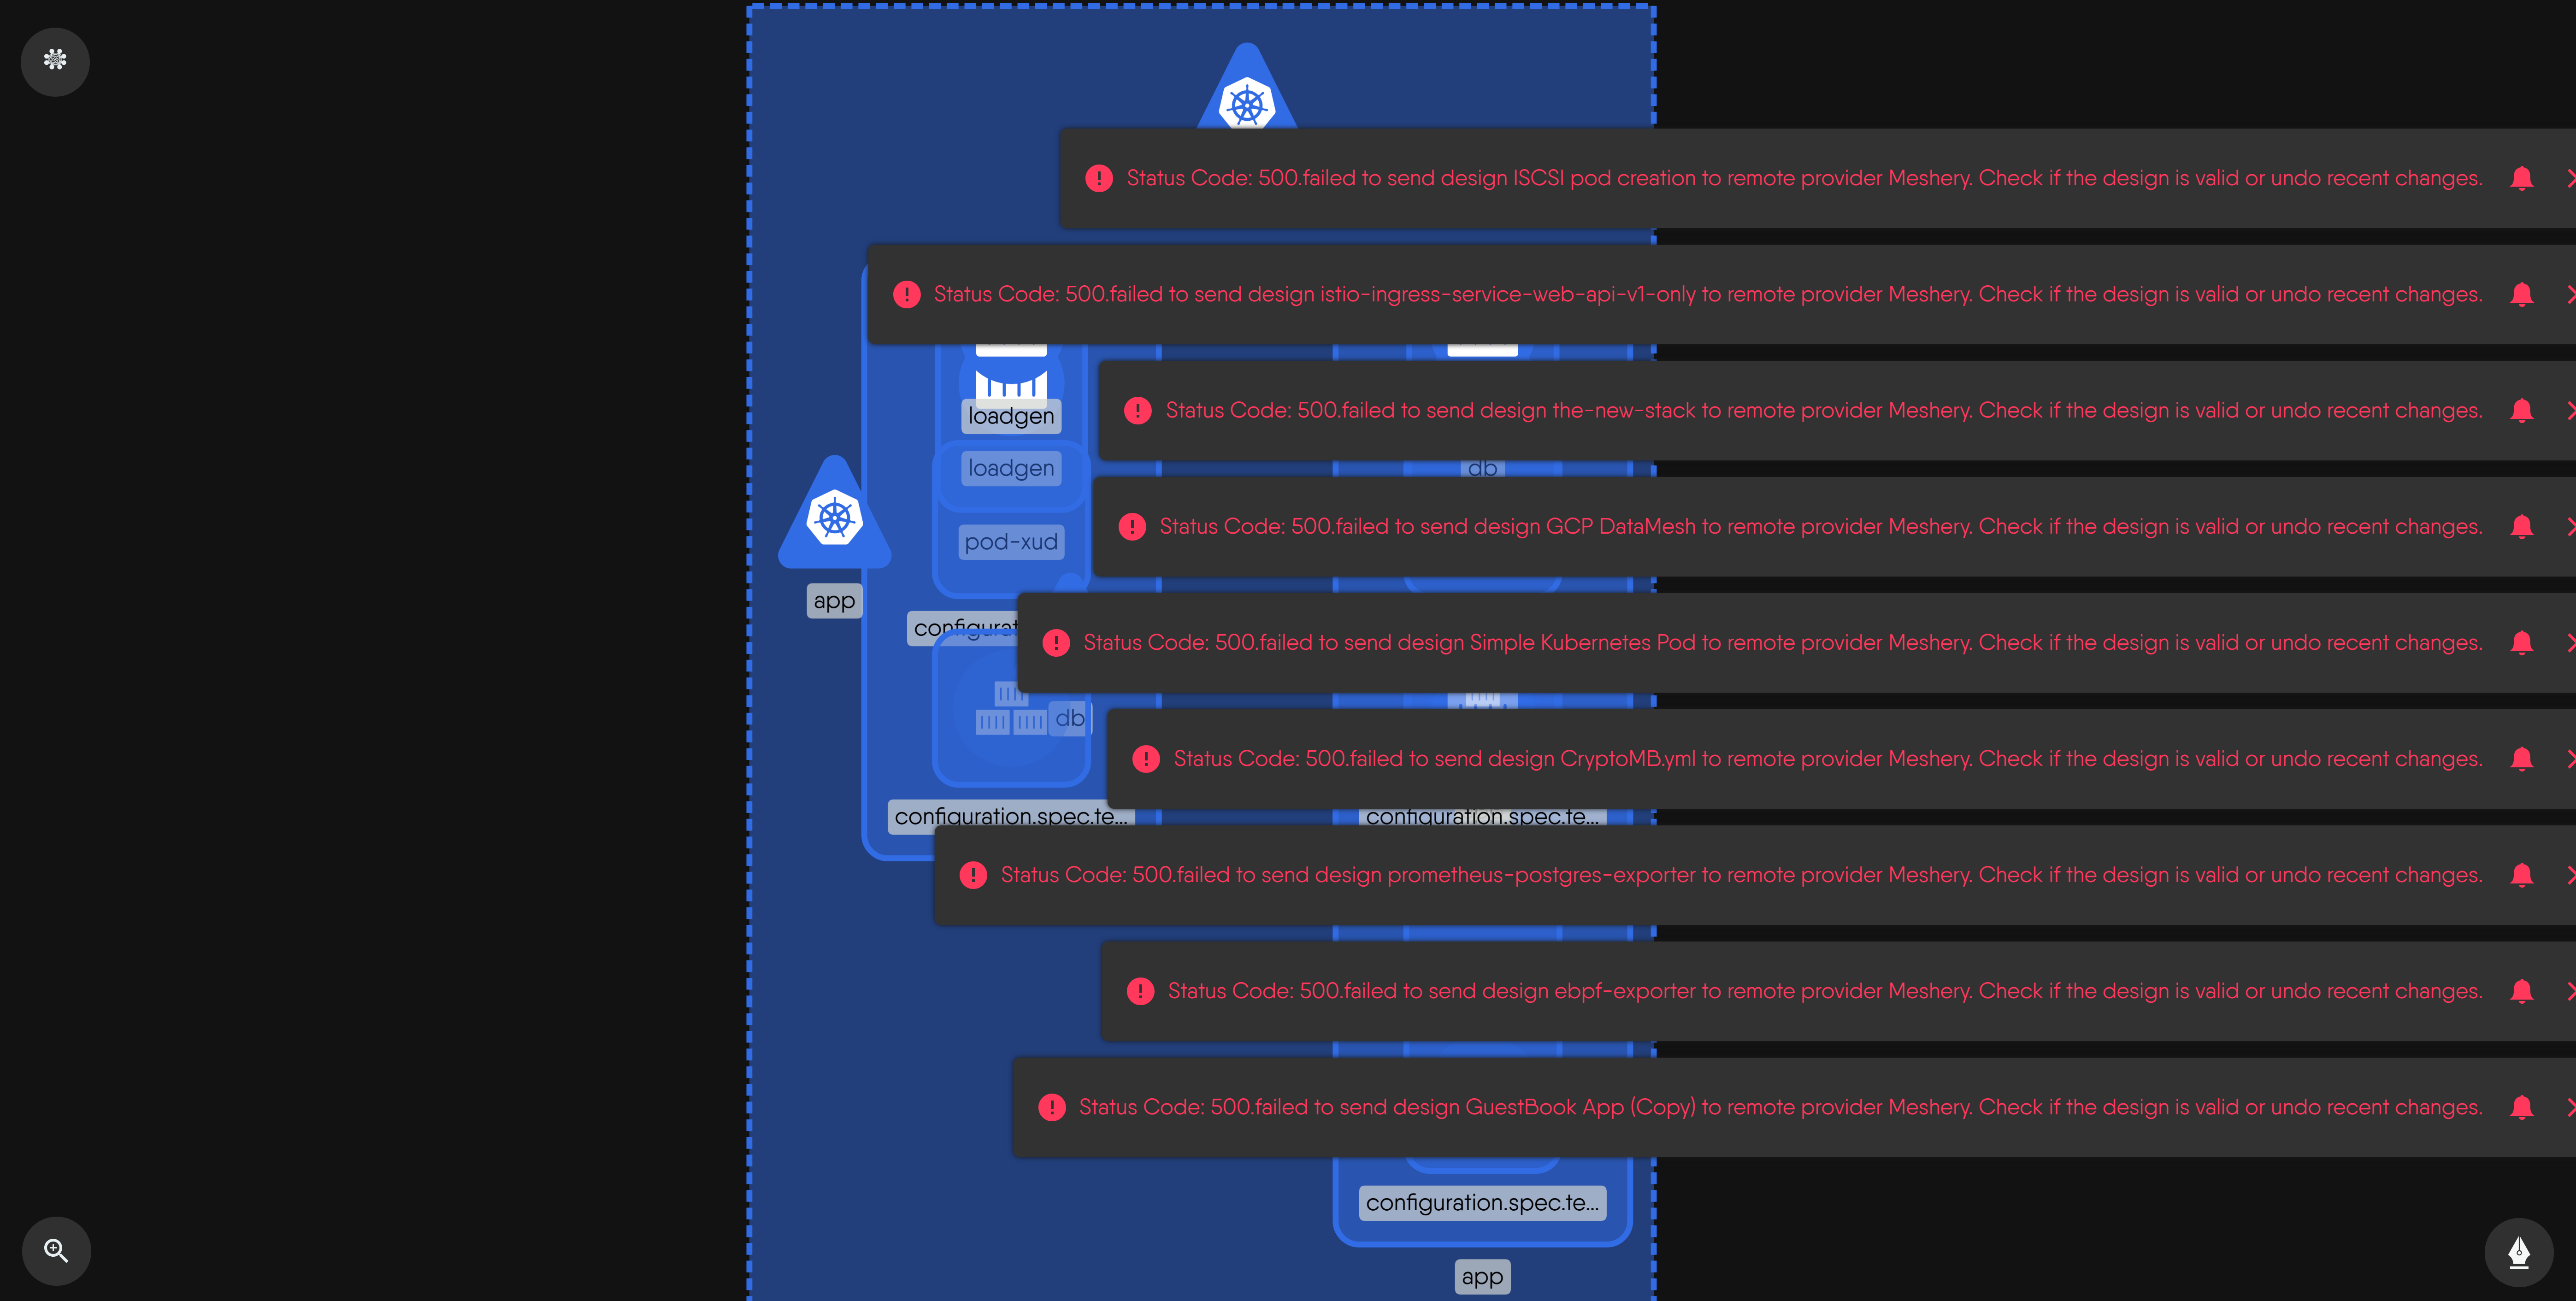 Status Code: 500.failed to send design ISCSI pod creation to remote provider Meshery. Check if the design is valid or undo recent changes.
Status Code: 500.failed to send design istio-ingress-service-web-api-v1-only to remote provider Meshery. Check if the design is valid or undo recent changes.
Status Code: 500.failed to send design the-new-stack to remote provider Meshery. Check if the design is valid or undo recent changes.
loadgen
loadgen
db
Status Code: 500.failed to send design GCP DataMesh to remote provider Meshery. Check if the design is valid or undo recent changes.
pod-xud
app
configurat
Status Code: 500.failed to send design Simple Kubernetes Pod to remote provider Meshery. Check if the design is valid or undo recent changes.
db
Status Code: 500.failed to send design CryptoMB.yml to remote provider Meshery. Check if the design is valid or undo recent changes.
configuration.spec.te...
configuration.spec.te...
Status Code: 500.failed to send design prometheus-postgres-exporter to remote provider Meshery. Check if the design is valid or undo recent changes.
Status Code: 500.failed to send design ebpf-exporter to remote provider Meshery. Check if the design is valid or undo recent changes.
Status Code: 500.failed to send design GuestBook App (Copy) to remote provider Meshery. Check if the design is valid or undo recent changes.
configuration.spec.te...
app